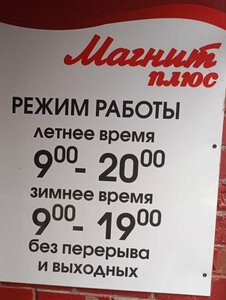 Магнит
плюс
РЕЖИМ РАБОТЫ
летнее время
9⁰⁰- 20⁰⁰
зимнее время
9⁰⁰- 19⁰⁰
без перерыва
и выходных